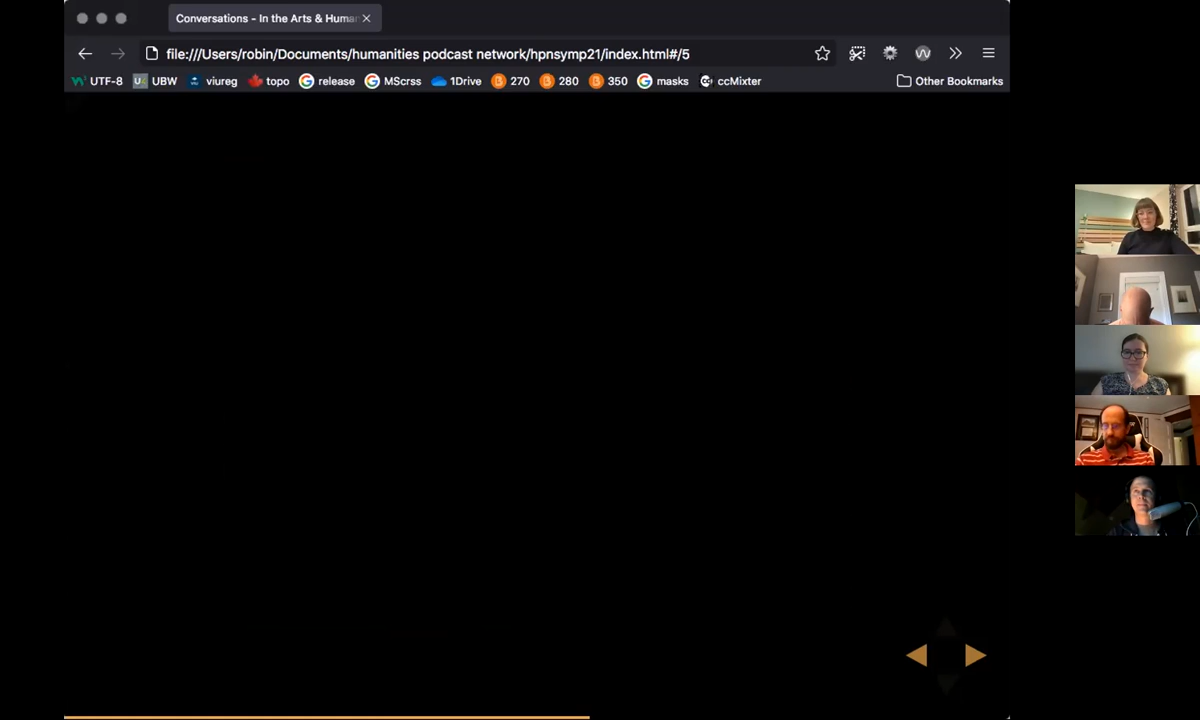 Conversations - In the Arts & Human
file:///Users/robin/Documents/humanities podcast network/hpnsymp21/index.html#/5
UTF-8 UBW viureg topo release MScrss 1Drive 270 280 350 masks ccMixter Other Bookmarks